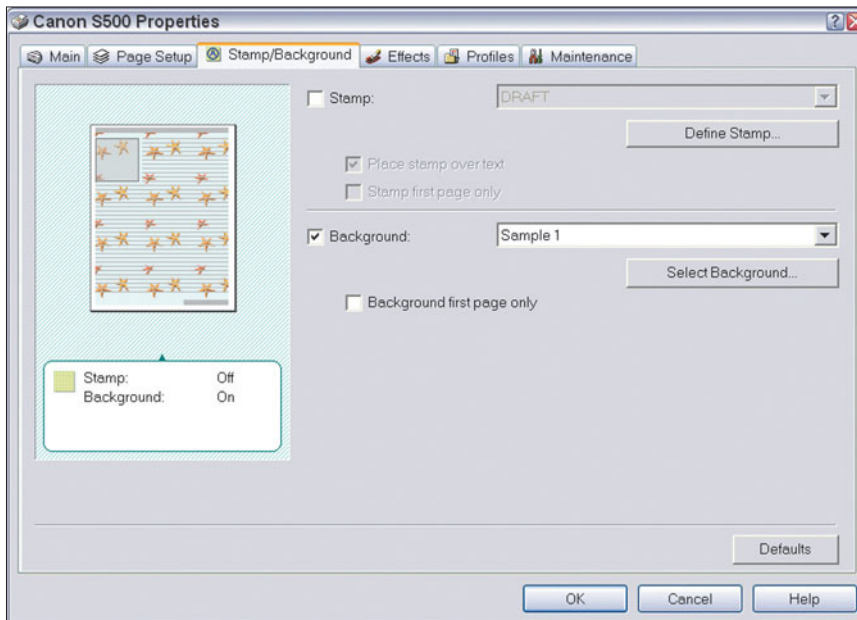 Canon S500 Properties
Main Page Setup Stamp/Background Effects Profiles Maintenance
Stamp: DRAFT
Define Stamp...
Place stamp over text
Stamp first page only
Background: Sample 1
Select Background...
Background first page only
Stamp: Off
Background: On
Defaults
OK Cancel Help